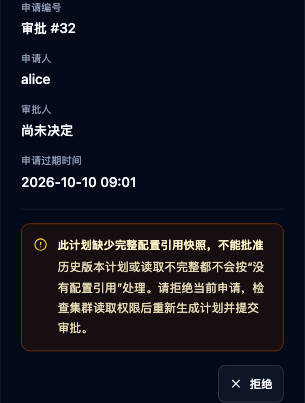 申请编号
审批 #32
申请人
alice
审批人
尚未决定
申请过期时间
2026-10-10 09:01
此计划缺少完整配置引用快照，不能批准
历史版本计划或读取不完整都不会按“没
有配置引用”处理。请拒绝当前申请，检
查集群读取权限后重新生成计划并提交
审批。
拒绝